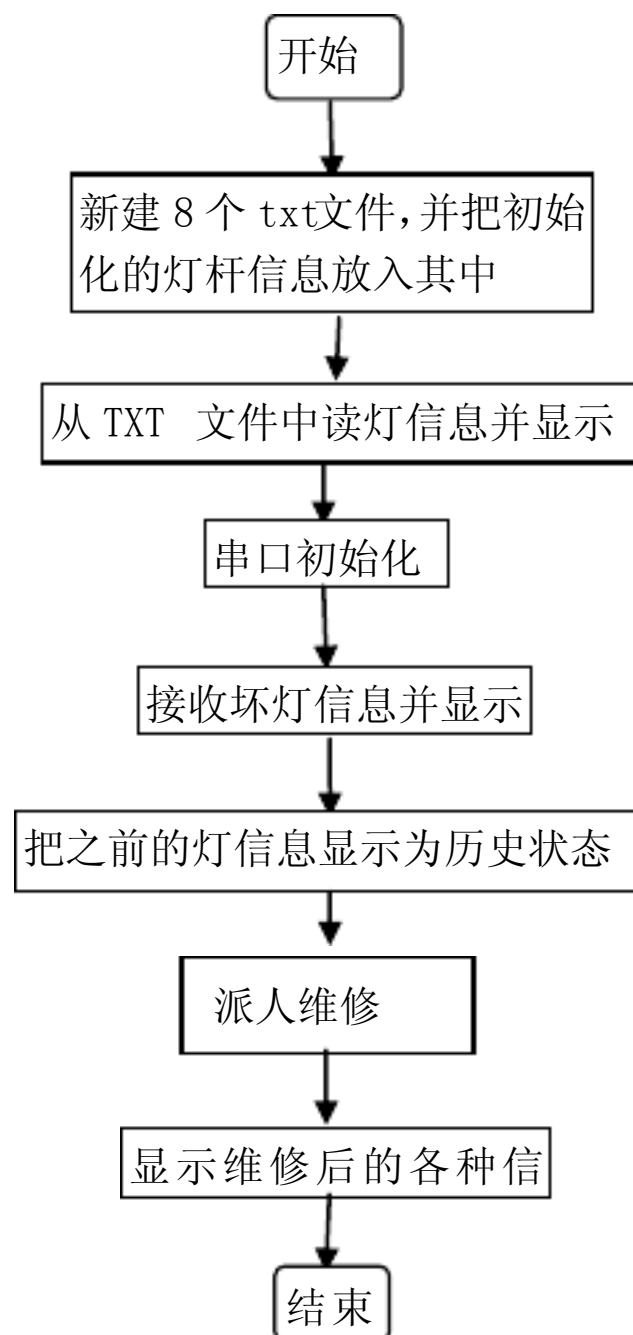 开始
新建 8 个 txt文件，并把初始
化的灯杆信息放入其中
从 TXT 文件中读灯信息并显示
串口初始化
接收坏灯信息并显示
把之前的灯信息显示为历史状态
派人维修
显示维修后的各种信
结束